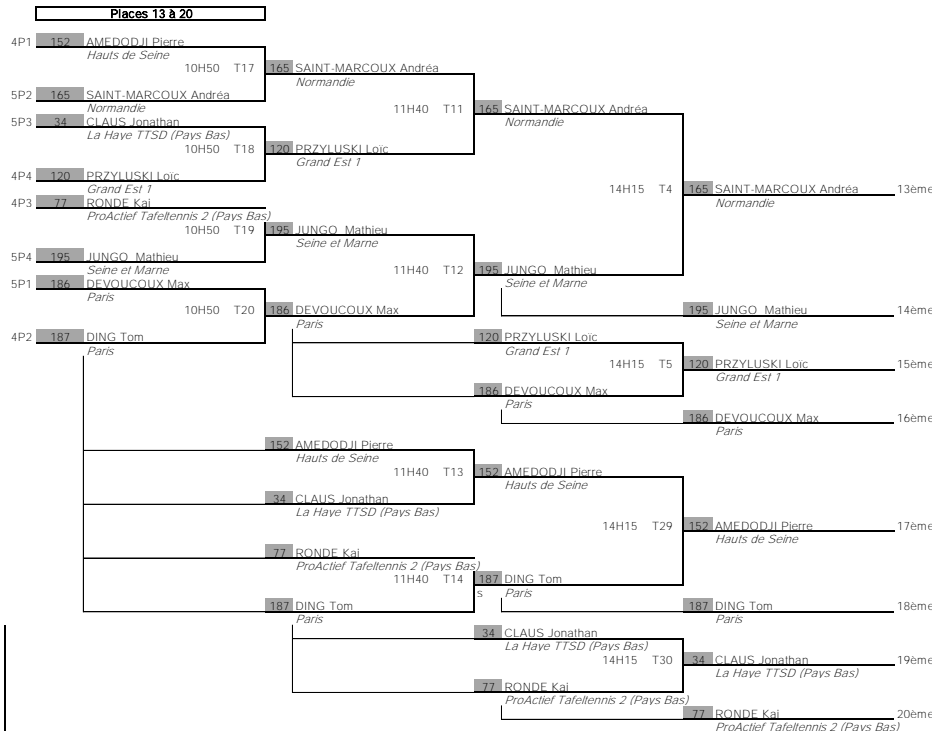 Places 13 à 20
4P1 152 AMEDODJI Pierre
Hauts de Seine
10H50 T17 165 SAINT-MARCOUX Andréa
Normandie
5P2 165 SAINT-MARCOUX Andréa
Normandie
11H40 T11 165 SAINT-MARCOUX Andréa
Normandie
5P3 34 CLAUS Jonathan
La Haye TTSD (Pays Bas)
10H50 T18 120 PRZYLUSKI Loïc
Grand Est 1
4P4 120 PRZYLUSKI Loïc
Grand Est 1
14H15 T4 165 SAINT-MARCOUX Andréa 13ème
Normandie
4P3 77 RONDE Kai
ProActief Tafeltennis 2 (Pays Bas)
10H50 T19 195 JUNGO Mathieu
Seine et Marne
5P4 195 JUNGO Mathieu
Seine et Marne
11H40 T12 195 JUNGO Mathieu
Seine et Marne
5P1 186 DEVOUCOUX Max
Paris
10H50 T20 186 DEVOUCOUX Max
Paris
195 JUNGO Mathieu 14ème
Seine et Marne
4P2 187 DING Tom
Paris
120 PRZYLUSKI Loïc
Grand Est 1
14H15 T5 120 PRZYLUSKI Loïc 15ème
Grand Est 1
186 DEVOUCOUX Max
Paris
186 DEVOUCOUX Max 16ème
Paris
152 AMEDODJI Pierre
Hauts de Seine
11H40 T13 152 AMEDODJI Pierre
Hauts de Seine
34 CLAUS Jonathan
La Haye TTSD (Pays Bas)
14H15 T29 152 AMEDODJI Pierre 17ème
Hauts de Seine
77 RONDE Kai
ProActief Tafeltennis 2 (Pays Bas)
11H40 T14 187 DING Tom
s Paris
187 DING Tom
Paris
187 DING Tom 18ème
Paris
34 CLAUS Jonathan
La Haye TTSD (Pays Bas)
14H15 T30 34 CLAUS Jonathan 19ème
La Haye TTSD (Pays Bas)
77 RONDE Kai
ProActief Tafeltennis 2 (Pays Bas)
77 RONDE Kai 20ème
ProActief Tafeltennis 2 (Pays Bas)